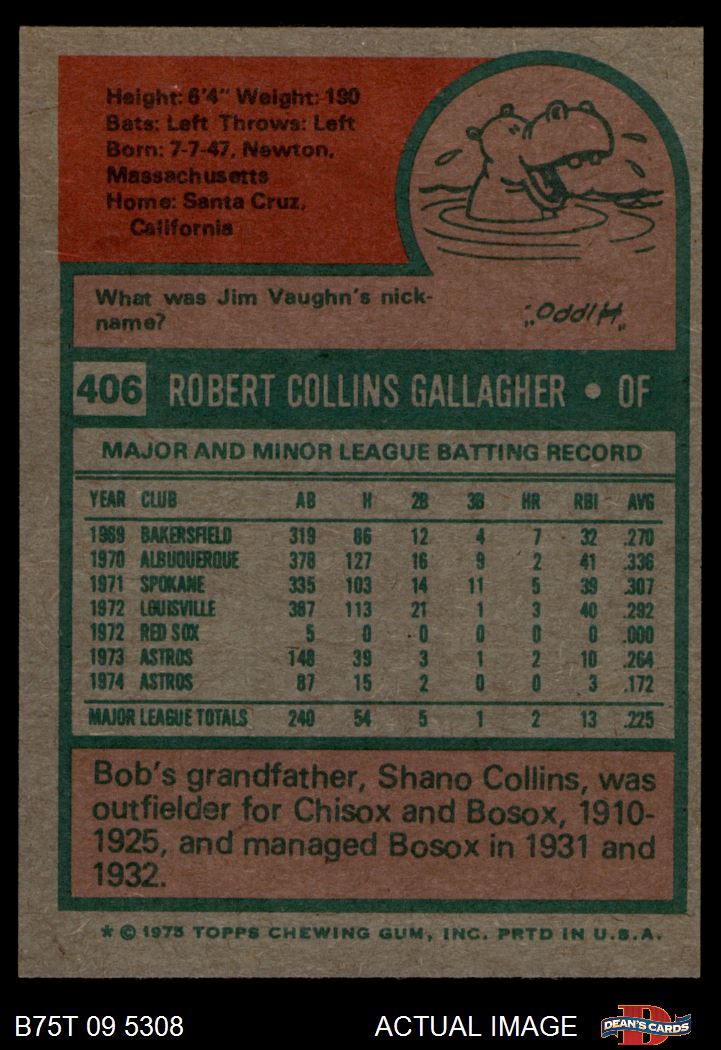 Height: 6'4" Weight: 190
Bats: Left Throws: Left
Born: 7-7-47, Newton,
Massachusetts
Home: Santa Cruz,
California
What was Jim Vaughn's nick-
name?
"Hippo."
406 ROBERT COLLINS GALLAGHER • OF
MAJOR AND MINOR LEAGUE BATTING RECORD
YEAR CLUB AB H 2B 3B HR RBI AVG
1969 BAKERSFIELD 319 86 12 4 7 32 .270
1970 ALBUQUERQUE 378 127 16 9 2 41 .336
1971 SPOKANE 335 103 14 11 5 39 .307
1972 LOUISVILLE 387 113 21 1 3 40 .292
1972 RED SOX 5 0 0 0 0 0 .000
1973 ASTROS 148 39 3 1 2 10 .264
1974 ASTROS 87 15 2 0 0 3 .172
MAJOR LEAGUE TOTALS 240 54 5 1 2 13 .225
Bob's grandfather, Shano Collins, was
outfielder for Chisox and Bosox, 1910-
1925, and managed Bosox in 1931 and
1932.
* © 1975 TOPPS CHEWING GUM, INC. PRTD IN U.S.A.
B75T 09 5308 ACTUAL IMAGE DEAN'S CARDS